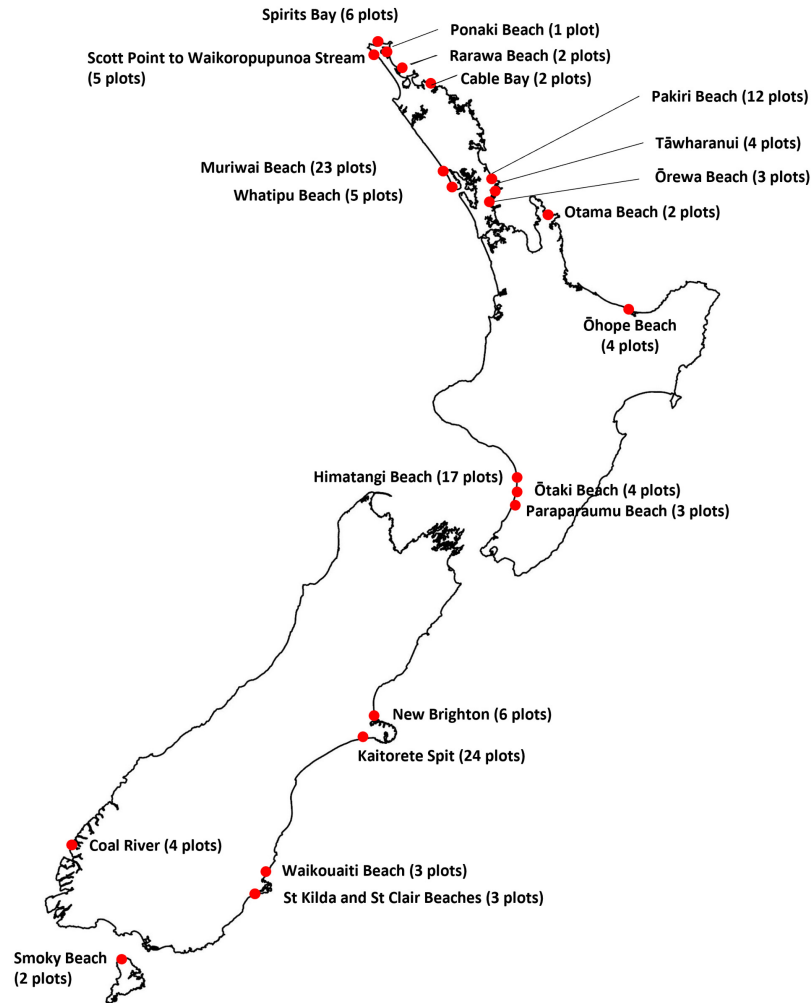 Spirits Bay (6 plots)
Ponaki Beach (1 plot)
Scott Point to Waikoropupunoa Stream
(5 plots)
Rarawa Beach (2 plots)
Cable Bay (2 plots)
Pakiri Beach (12 plots)
Tāwharanui (4 plots)
Muriwai Beach (23 plots)
Ōrewa Beach (3 plots)
Whatipu Beach (5 plots)
Otama Beach (2 plots)
Ōhope Beach
(4 plots)
Himatangi Beach (17 plots)
Ōtaki Beach (4 plots)
Paraparaumu Beach (3 plots)
New Brighton (6 plots)
Kaitorete Spit (24 plots)
Coal River (4 plots)
Waikouaiti Beach (3 plots)
St Kilda and St Clair Beaches (3 plots)
Smoky Beach
(2 plots)